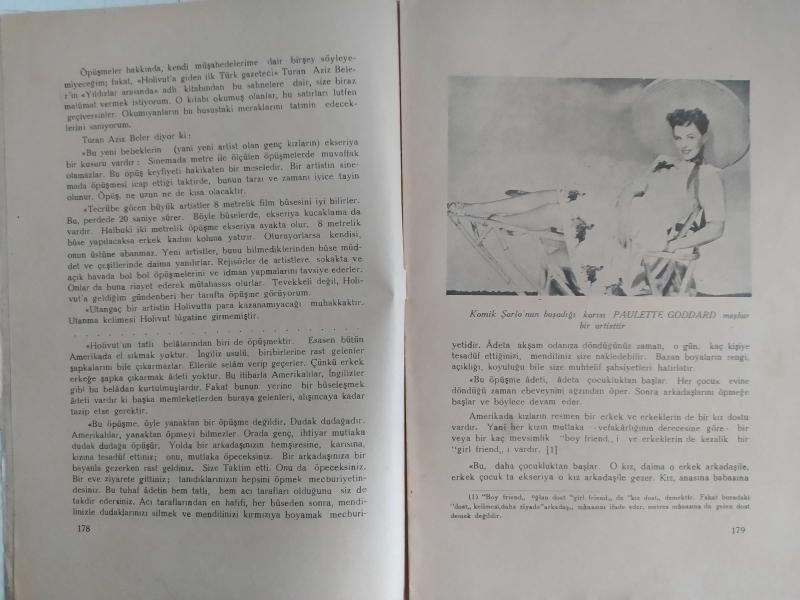 Öpüşmeler hakkında, kendi müşahedelerime dair birşey söyleye-
miyeceğim; fakat, «Holivut'a giden ilk Türk gazeteci» Turan Aziz Bele-
r'in «Yıldızlar arasında» adlı kitabından bu sahnelere dair, size biraz
malûmat vermek istiyorum. O kitabı okumuş olanlar, bu satırları lutfen
geçiversinler. Okumıyanların bu husustaki meraklarını tatmin edecek-
lerini sanıyorum.
Turan Aziz Beler diyor ki :
«Bu yeni bebeklerin (yani yeni artist olan genç kızların) ekseriya
bir kusuru vardır : Sinemada metre ile ölçülen öpüşmelerde muvaffak
olamazlar. Bu öpüş keyfiyeti hakikaten bir meseledir. Bir artistin sine-
mada öpüşmesi icap ettiği taktirde, bunun tarzı ve zamanı iyice tayin
olunur. Öpüş, ne uzun ne de kısa olacaktır.
«Tecrübe gören büyük artistler 8 metrelik film bûsesini iyi bilirler.
Bu, perdede 20 saniye sürer. Böyle bûselerde, ekseriya kucaklama da
vardır. Halbuki iki metrelik öpüşme ekseriya ayakta olur. 8 metrelik
bûse yapılacaksa erkek kadını koluna yatırır. Oturuyorlarsa kendisi,
onun üstüne abanmaz. Yeni artistler, bunu bilmediklerinden bûse müd-
det ve çeşitlerinde daima yanılırlar. Rejisörler de artistlere, sokakta ve
açık havada bol bol öpüşmelerini ve idman yapmalarını tavsiye ederler.
Onlar da buna riayet ederek mütahassıs olurlar. Tevekkeli değil, Holi-
vut'a geldiğim gündenberi her tarafta öpüşme görüyorum.
«Utangaç bir artistin Holivutta para kazanamıyacağı muhakkaktır.
Utanma kelimesi Holivut lûgatine girmemiştir.
. . . . . . . . . . . . . . . . . . . . . . . . .
«Holivut'un tatlı belâlarından biri de öpüşmektir. Esasen bütün
Amerikada el sıkmak yoktur. İngiliz usulü, biribirlerine rast gelenler
şapkalarını bile çıkarmazlar. Ellerile selâm verip geçerler. Çünkü erkek
erkeğe şapka çıkarmak âdeti yoktur. Bu itibarla Amerikalılar, İngilizler
gibi bu belâdan kurtulmuşlardır. Fakat bunun yerine bir bûseleşmek
âdeti vardır ki başka memleketlerden buraya gelenleri, alışıncaya kadar
tazip etse gerektir.
«Bu öpüşme, öyle yanaktan bir öpüşme değildir. Dudak dudağadır.
Amerikalılar, yanaktan öpmeyi bilmezler. Orada genç, ihtiyar mutlaka
dudak dudağa öpüşür. Yolda bir arkadaşınızın hemşiresine, karısına,
kızına tesadüf ettiniz; onu, mutlaka öpeceksiniz. Bir arkadaşınıza bir
bayanla gezerken rast geldiniz. Size Taktim etti. Onu da öpeceksiniz.
Bir eve ziyarete gittiniz; tanıdıklarınızın hepsini öpmek mecburiyetin-
desiniz. Bu tuhaf âdetin hem tatlı, hem acı tarafları olduğunu siz de
takdir edersiniz. Acı taraflarından en hafifi, her bûseden sonra, mendi-
linizle dudaklarınızı silmek ve mendilinizi kırmızıya boyamak mecburi-
178
Komik Şarlo'nun boşadığı karısı PAULETTE GODDARD meşhur
bir artisttir
yetidir. Âdeta akşam odanıza döndüğünüz zaman, o gün, kaç kişiye
tesadüf ettiğinizi, mendiliniz size nakledebilir. Bazan boyaların rengi,
açıklığı, koyuluğu bile size muhtelif şahsiyetleri hatırlatır.
«Bu öpüşme âdeti, âdeta çocukluktan başlar. Her çocuk evine
döndüğü zaman ebeveynini ağzından öper. Sonra arkadaşlarını öpmeğe
başlar ve böylece devam eder.
Amerikada kızların resmen bir erkek ve erkeklerin de bir kız dostu
vardır. Yani her kızın mutlaka - vefakârlığının derecesine göre - bir
veya bir kaç mevsimlik "boy friend,, i ve erkeklerin de kezalik bir
"girl friend,, i vardır. [1]
«Bu, daha çocukluktan başlar. O kız, daima o erkek arkadaşile,
erkek çocuk ta ekseriya o kız arkadaşile gezer. Kız, anasına babasına
(1) "Boy friend,, "oğlan dost "girl friend,, de "kız dost,, demektir. Fakat buradaki
"dost,, kelimesi,daha ziyade"arkadaş,, mânasını ifade eder, metres mânasına da gelen dost
demek değildir.
179